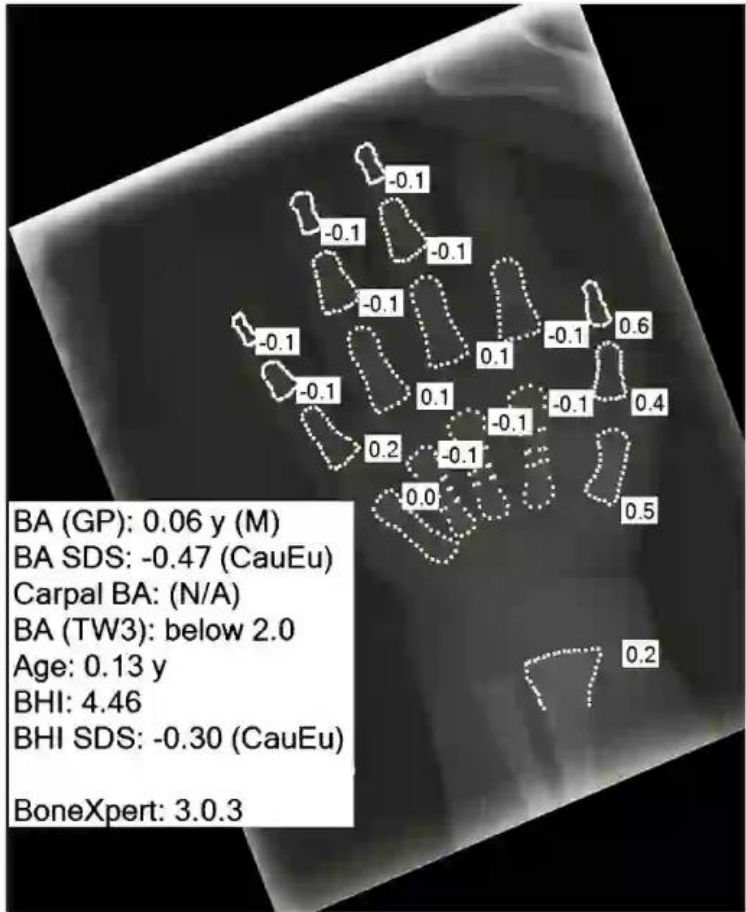 -0.1
-0.1
-0.1
-0.1
-0.1
0.6
-0.1
0.1
-0.1
0.4
0.1
-0.1
-0.1
0.2
-0.1
0.0
0.5
BA (GP): 0.06 y (M)
BA SDS: -0.47 (CauEu)
Carpal BA: (N/A)
BA (TW3): below 2.0
Age: 0.13 y
BHI: 4.46
BHI SDS: -0.30 (CauEu)
BoneXpert: 3.0.3
0.2